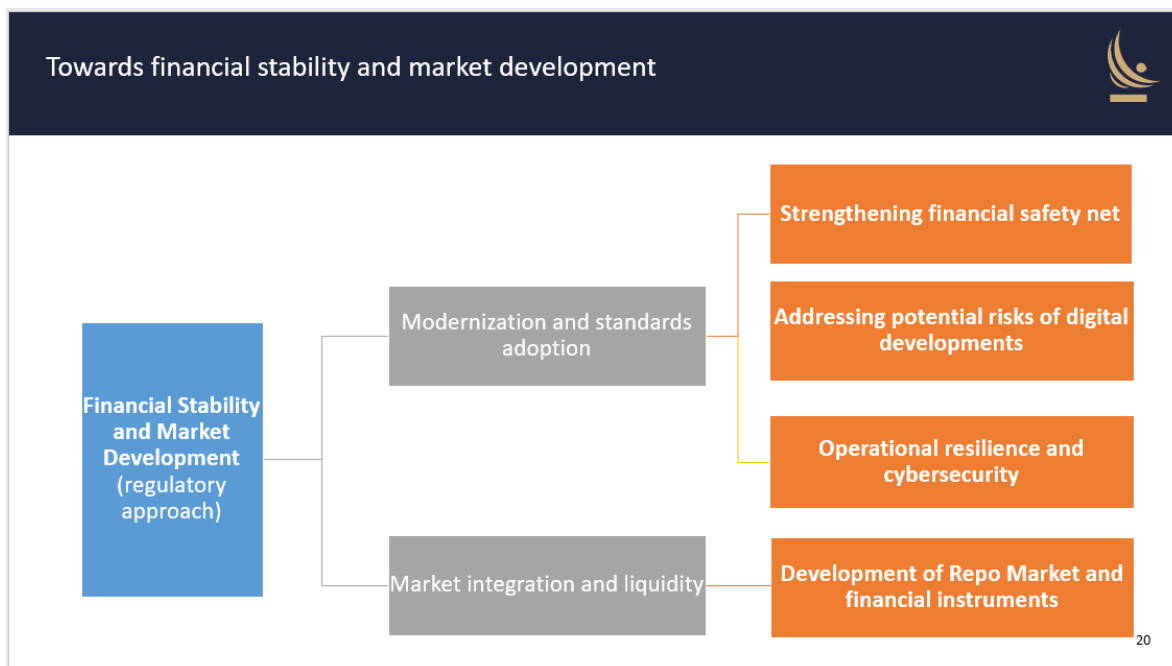 Towards financial stability and market development
Strengthening financial safety net
Addressing potential risks of digital
developments
Modernization and standards
adoption
Financial Stability
and Market
Development
(regulatory
approach)
Operational resilience and
cybersecurity
Market integration and liquidity
Development of Repo Market and
financial instruments
20